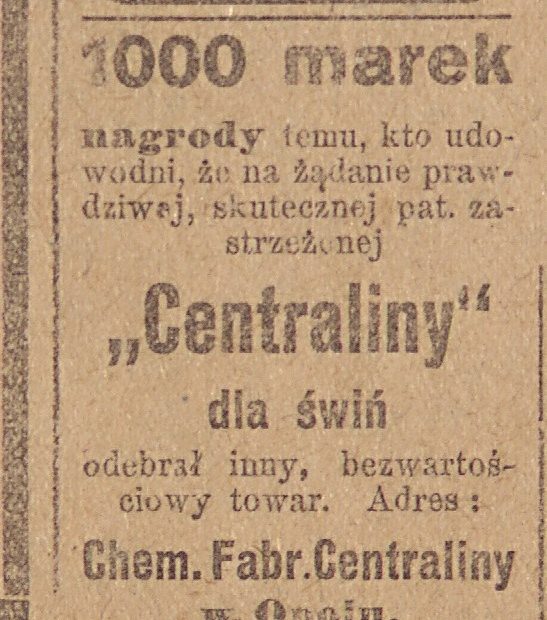 1000 marek
nagrody temu, kto udo-
wodni, że na żądanie praw-
dziwej, skutecznej pat. za-
strzeżonej
„Centraliny“
dla świń
odebrał inny, bezwartoś-
ciowy towar. Adres:
Chem. Fabr. Centraliny
w